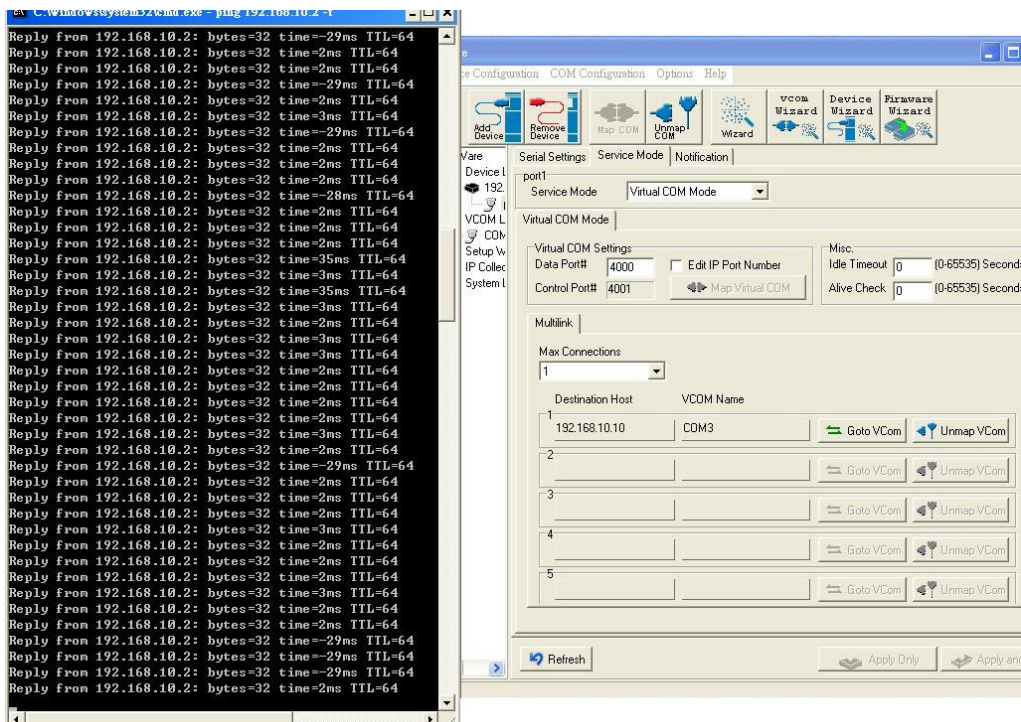 C:\Windows\system32\cmd.exe - ping 192.168.10.2 -t
Reply from 192.168.10.2: bytes=32 time=-29ms TTL=64
Reply from 192.168.10.2: bytes=32 time=2ms TTL=64
Reply from 192.168.10.2: bytes=32 time=2ms TTL=64
Reply from 192.168.10.2: bytes=32 time=-29ms TTL=64
Reply from 192.168.10.2: bytes=32 time=2ms TTL=64
Reply from 192.168.10.2: bytes=32 time=3ms TTL=64
Reply from 192.168.10.2: bytes=32 time=-29ms TTL=64
Reply from 192.168.10.2: bytes=32 time=2ms TTL=64
Reply from 192.168.10.2: bytes=32 time=2ms TTL=64
Reply from 192.168.10.2: bytes=32 time=2ms TTL=64
Reply from 192.168.10.2: bytes=32 time=-28ms TTL=64
Reply from 192.168.10.2: bytes=32 time=2ms TTL=64
Reply from 192.168.10.2: bytes=32 time=2ms TTL=64
Reply from 192.168.10.2: bytes=32 time=2ms TTL=64
Reply from 192.168.10.2: bytes=32 time=35ms TTL=64
Reply from 192.168.10.2: bytes=32 time=3ms TTL=64
Reply from 192.168.10.2: bytes=32 time=35ms TTL=64
Reply from 192.168.10.2: bytes=32 time=3ms TTL=64
Reply from 192.168.10.2: bytes=32 time=2ms TTL=64
Reply from 192.168.10.2: bytes=32 time=3ms TTL=64
Reply from 192.168.10.2: bytes=32 time=3ms TTL=64
Reply from 192.168.10.2: bytes=32 time=2ms TTL=64
Reply from 192.168.10.2: bytes=32 time=2ms TTL=64
Reply from 192.168.10.2: bytes=32 time=2ms TTL=64
Reply from 192.168.10.2: bytes=32 time=2ms TTL=64
Reply from 192.168.10.2: bytes=32 time=3ms TTL=64
Reply from 192.168.10.2: bytes=32 time=2ms TTL=64
Reply from 192.168.10.2: bytes=32 time=-29ms TTL=64
Reply from 192.168.10.2: bytes=32 time=2ms TTL=64
Reply from 192.168.10.2: bytes=32 time=2ms TTL=64
Reply from 192.168.10.2: bytes=32 time=2ms TTL=64
Reply from 192.168.10.2: bytes=32 time=3ms TTL=64
Reply from 192.168.10.2: bytes=32 time=2ms TTL=64
Reply from 192.168.10.2: bytes=32 time=2ms TTL=64
Reply from 192.168.10.2: bytes=32 time=2ms TTL=64
Reply from 192.168.10.2: bytes=32 time=3ms TTL=64
Reply from 192.168.10.2: bytes=32 time=2ms TTL=64
Reply from 192.168.10.2: bytes=32 time=2ms TTL=64
Reply from 192.168.10.2: bytes=32 time=-29ms TTL=64
Reply from 192.168.10.2: bytes=32 time=-29ms TTL=64
Reply from 192.168.10.2: bytes=32 time=-29ms TTL=64
Reply from 192.168.10.2: bytes=32 time=2ms TTL=64
ce Configuration COM Configuration Options Help
Add Device
Remove Device
Map COM
Unmap COM
Wizard
vcom Wizard
Device Wizard
Firmware Wizard
Ware
Device L
192.
VCOM L
COM
Setup W
IP Collec
System L
Serial Settings Service Mode Notification
port1
Service Mode Virtual COM Mode
Virtual COM Mode
Virtual COM Settings
Data Port# 4000 Edit IP Port Number
Control Port# 4001 Map Virtual COM
Misc.
Idle Timeout 0 (0-65535) Seconds
Alive Check 0 (0-65535) Seconds
Multilink
Max Connections
1
Destination Host VCOM Name
1 192.168.10.10 COM3 Goto VCom Unmap VCom
2 Goto VCom Unmap VCom
3 Goto VCom Unmap VCom
4 Goto VCom Unmap VCom
5 Goto VCom Unmap VCom
Refresh Apply Only Apply and